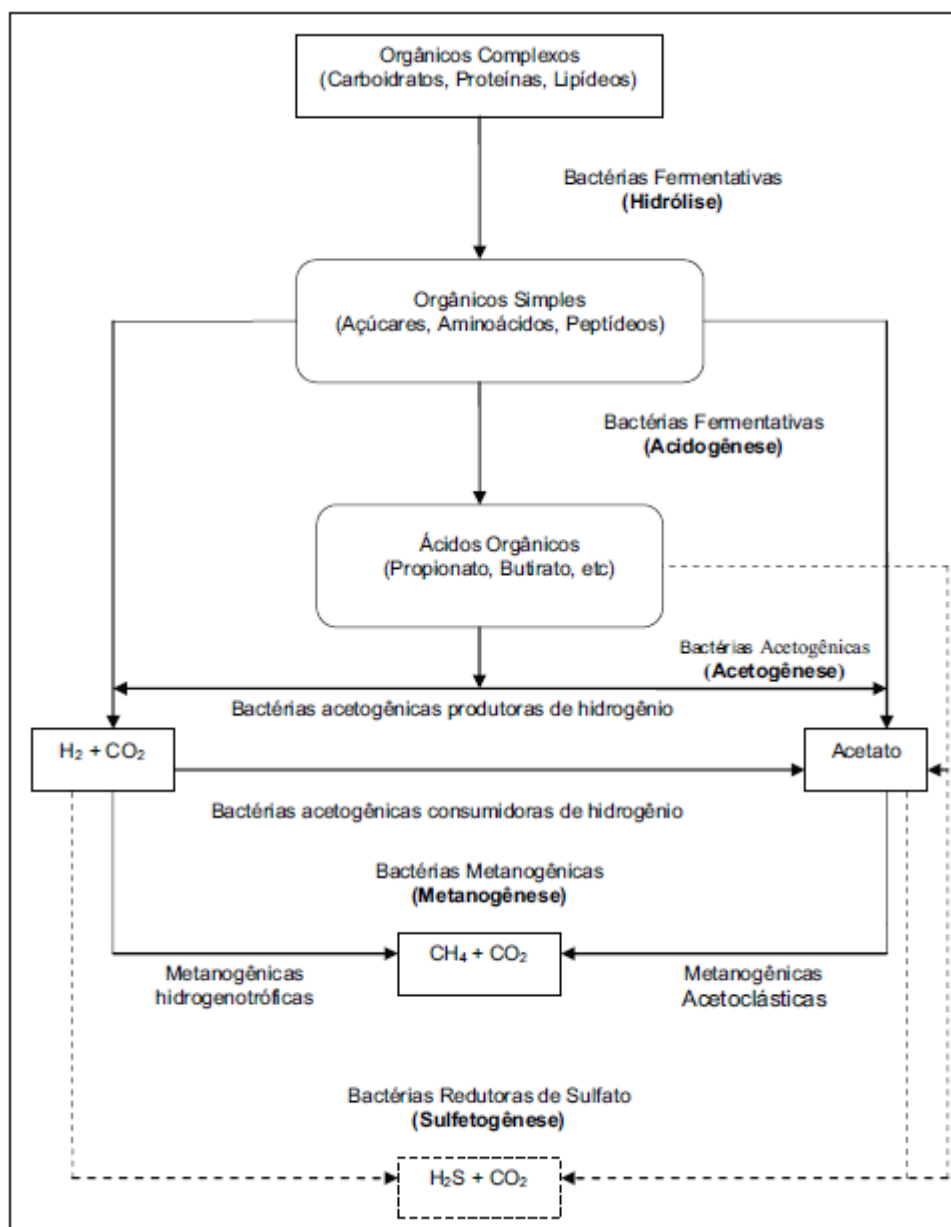 Orgânicos Complexos
(Carboidratos, Proteínas, Lipídeos)
Bactérias Fermentativas
(Hidrólise)
Orgânicos Simples
(Açúcares, Aminoácidos, Peptídeos)
Bactérias Fermentativas
(Acidogênese)
Ácidos Orgânicos
(Propionato, Butirato, etc)
Bactérias Acetogênicas
(Acetogênese)
Bactérias acetogênicas produtoras de hidrogênio
H₂ + CO₂
Acetato
Bactérias acetogênicas consumidoras de hidrogênio
Bactérias Metanogênicas
(Metanogênese)
CH₄ + CO₂
Metanogênicas
hidrogenotróficas
Metanogênicas
Acetoclásticas
Bactérias Redutoras de Sulfato
(Sulfetogênese)
H₂S + CO₂